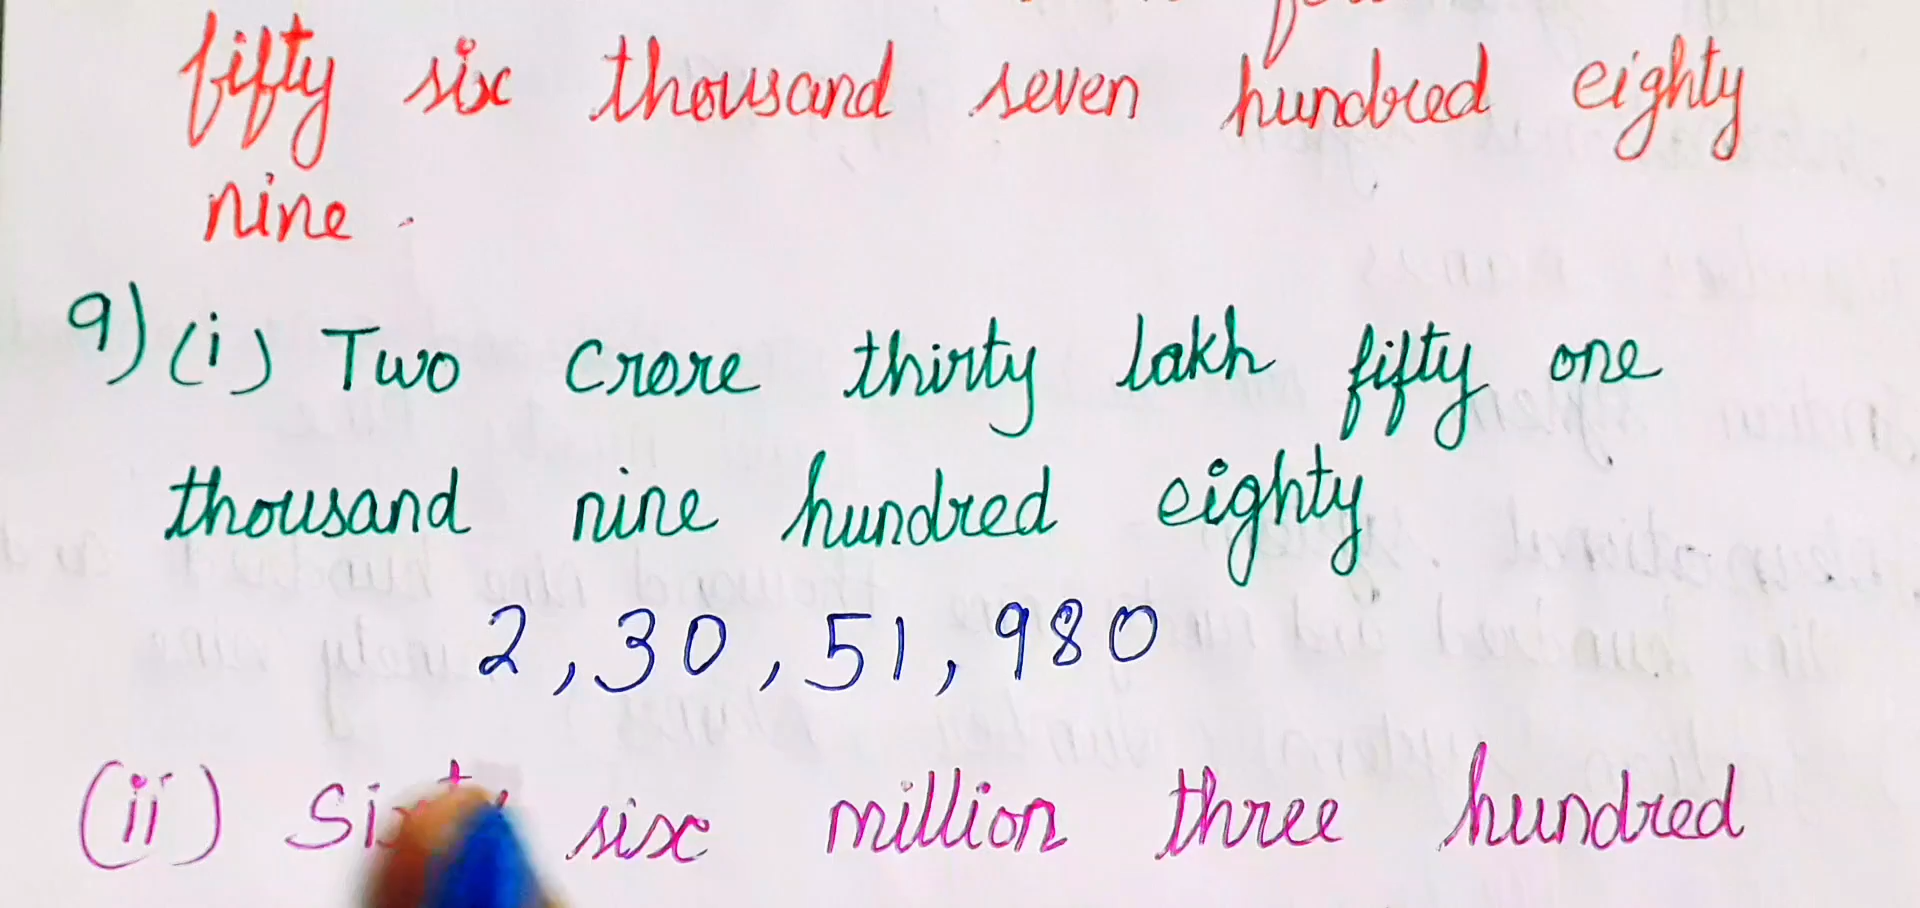 fifty six thousand seven hundred eighty
nine.
9) (i) Two crore thirty lakh fifty one
thousand nine hundred eighty
2,30,51,980
(ii) six million three hundred